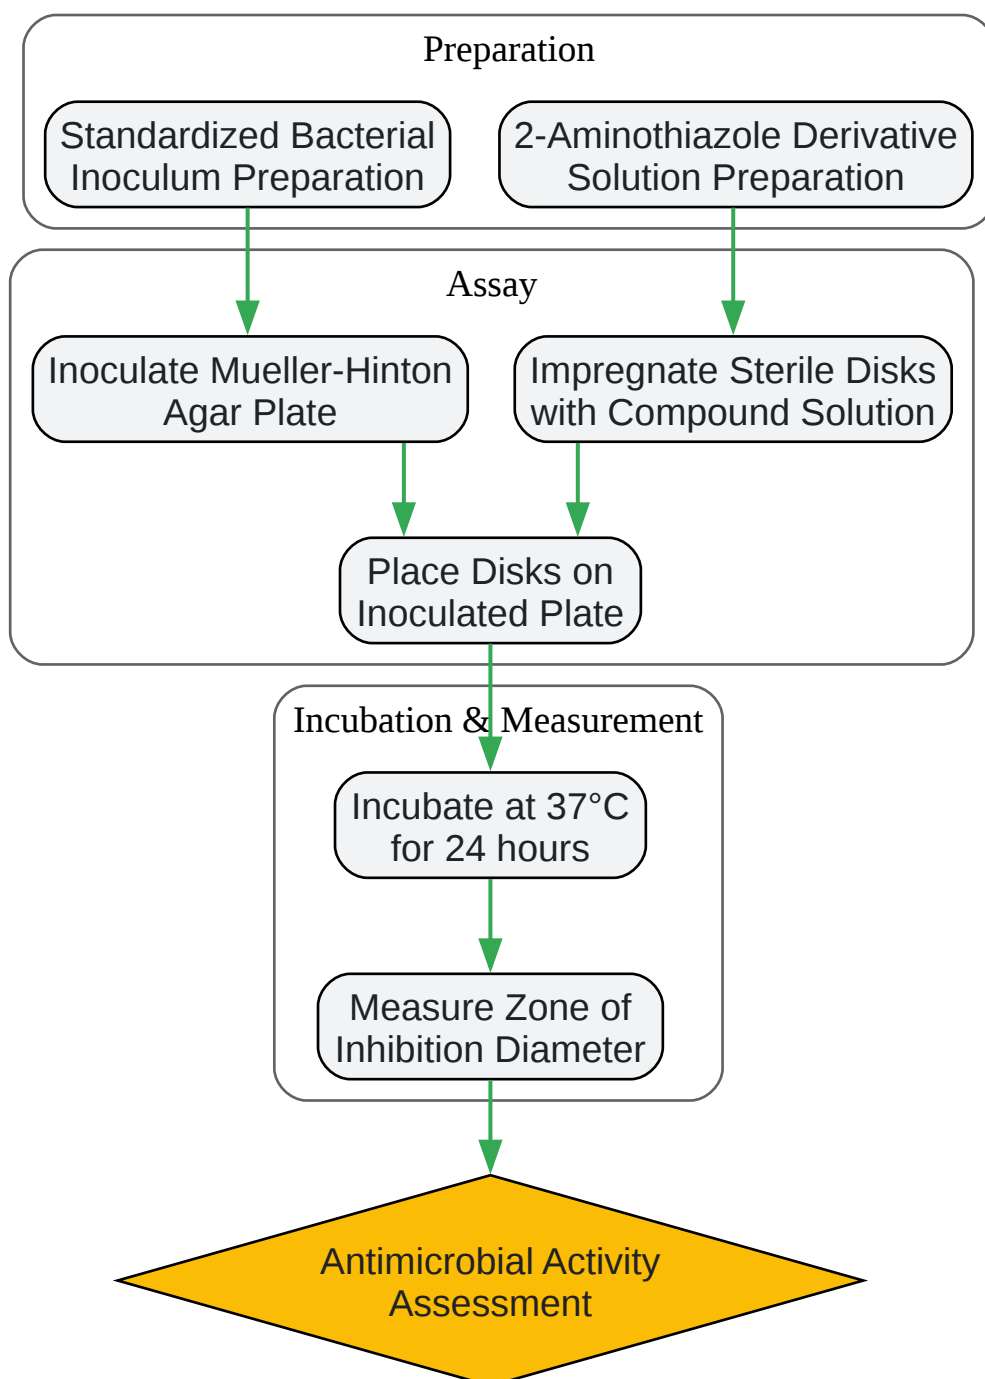 Preparation
Standardized Bacterial
Inoculum Preparation
2-Aminothiazole Derivative
Solution Preparation
Assay
Inoculate Mueller-Hinton
Agar Plate
Impregnate Sterile Disks
with Compound Solution
Place Disks on
Inoculated Plate
Incubation & Measurement
Incubate at 37°C
for 24 hours
Measure Zone of
Inhibition Diameter
Antimicrobial Activity
Assessment